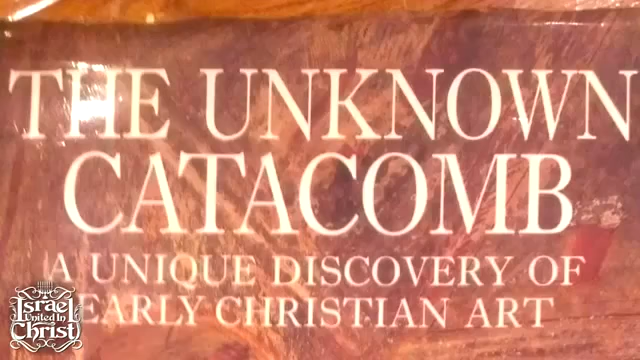 THE UNKNOWN
CATACOMB
A UNIQUE DISCOVERY OF
EARLY CHRISTIAN ART
Israel
United In
Christ